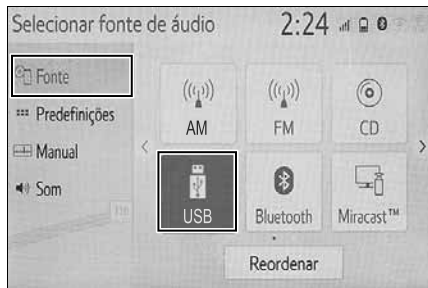 Selecionar fonte de áudio 2:24
Fonte
Predefinições
Manual
Som
AM
FM
CD
USB
Bluetooth
Miracast™
Reordenar